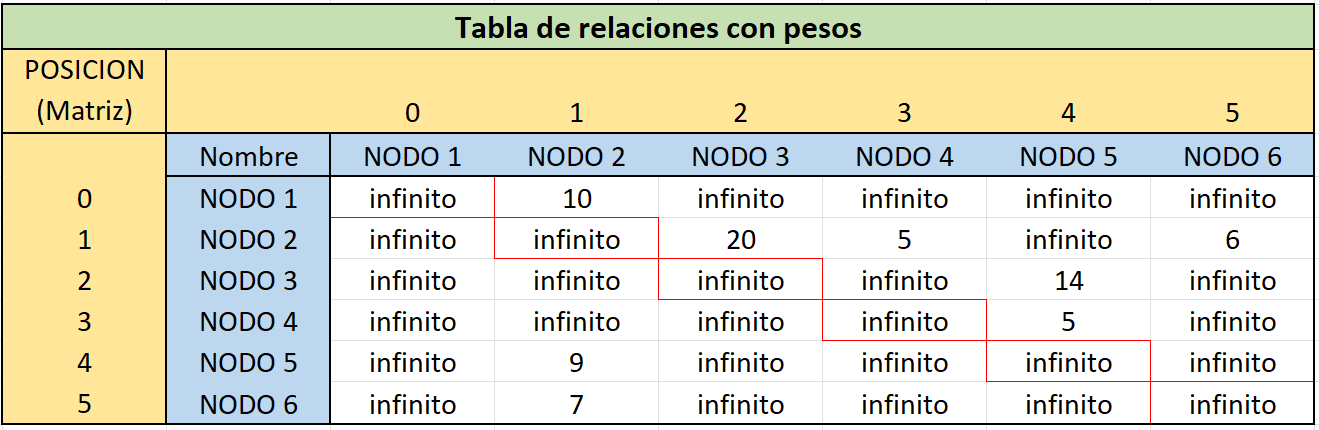 Tabla de relaciones con pesos
POSICION
(Matriz) 0 1 2 3 4 5
Nombre NODO 1 NODO 2 NODO 3 NODO 4 NODO 5 NODO 6
0 NODO 1 infinito 10 infinito infinito infinito infinito
1 NODO 2 infinito infinito 20 5 infinito 6
2 NODO 3 infinito infinito infinito infinito 14 infinito
3 NODO 4 infinito infinito infinito infinito 5 infinito
4 NODO 5 infinito 9 infinito infinito infinito infinito
5 NODO 6 infinito 7 infinito infinito infinito infinito